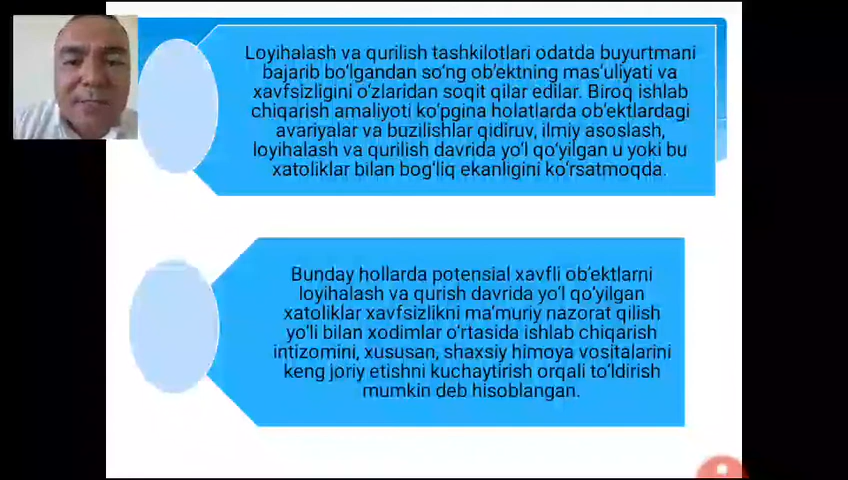 Loyihalash va qurilish tashkilotlari odatda buyurtmani
bajarib bo‘lgandan so‘ng ob’ektning mas’uliyati va
xavfsizligini o‘zlaridan soqit qilar edilar. Biroq ishlab
chiqarish amaliyoti ko‘pgina holatlarda ob’ektlardagi
avariyalar va buzilishlar qidiruv, ilmiy asoslash,
loyihalash va qurilish davrida yo‘l qo‘yilgan u yoki bu
xatoliklar bilan bog‘liq ekanligini ko‘rsatmoqda.
Bunday hollarda potensial xavfli ob’ektlarni
loyihalash va qurish davrida yo‘l qo‘yilgan
xatoliklar xavfsizlikni ma’muriy nazorat qilish
yo‘li bilan xodimlar o‘rtasida ishlab chiqarish
intizomini, xususan, shaxsiy himoya vositalarini
keng joriy etishni kuchaytirish orqali to‘ldirish
mumkin deb hisoblangan.